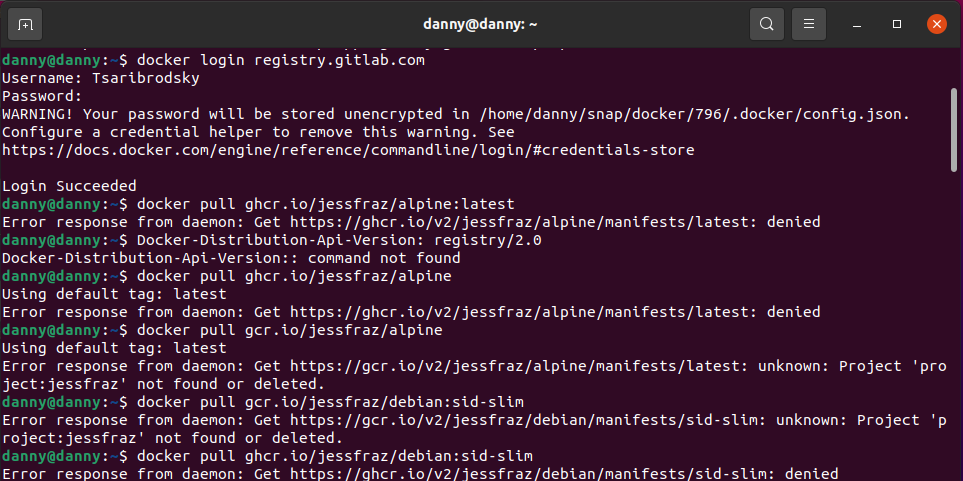 danny@danny: ~
danny@danny:~$ docker login registry.gitlab.com
Username: Tsaribrodsky
Password:
WARNING! Your password will be stored unencrypted in /home/danny/snap/docker/796/.docker/config.json.
Configure a credential helper to remove this warning. See
https://docs.docker.com/engine/reference/commandline/login/#credentials-store
Login Succeeded
danny@danny:~$ docker pull ghcr.io/jessfraz/alpine:latest
Error response from daemon: Get https://ghcr.io/v2/jessfraz/alpine/manifests/latest: denied
danny@danny:~$ Docker-Distribution-Api-Version: registry/2.0
Docker-Distribution-Api-Version:: command not found
danny@danny:~$ docker pull ghcr.io/jessfraz/alpine
Using default tag: latest
Error response from daemon: Get https://ghcr.io/v2/jessfraz/alpine/manifests/latest: denied
danny@danny:~$ docker pull gcr.io/jessfraz/alpine
Using default tag: latest
Error response from daemon: Get https://gcr.io/v2/jessfraz/alpine/manifests/latest: unknown: Project 'pro
ject:jessfraz' not found or deleted.
danny@danny:~$ docker pull gcr.io/jessfraz/debian:sid-slim
Error response from daemon: Get https://gcr.io/v2/jessfraz/debian/manifests/sid-slim: unknown: Project 'p
roject:jessfraz' not found or deleted.
danny@danny:~$ docker pull ghcr.io/jessfraz/debian:sid-slim
Error response from daemon: Get https://ghcr.io/v2/jessfraz/debian/manifests/sid-slim: denied